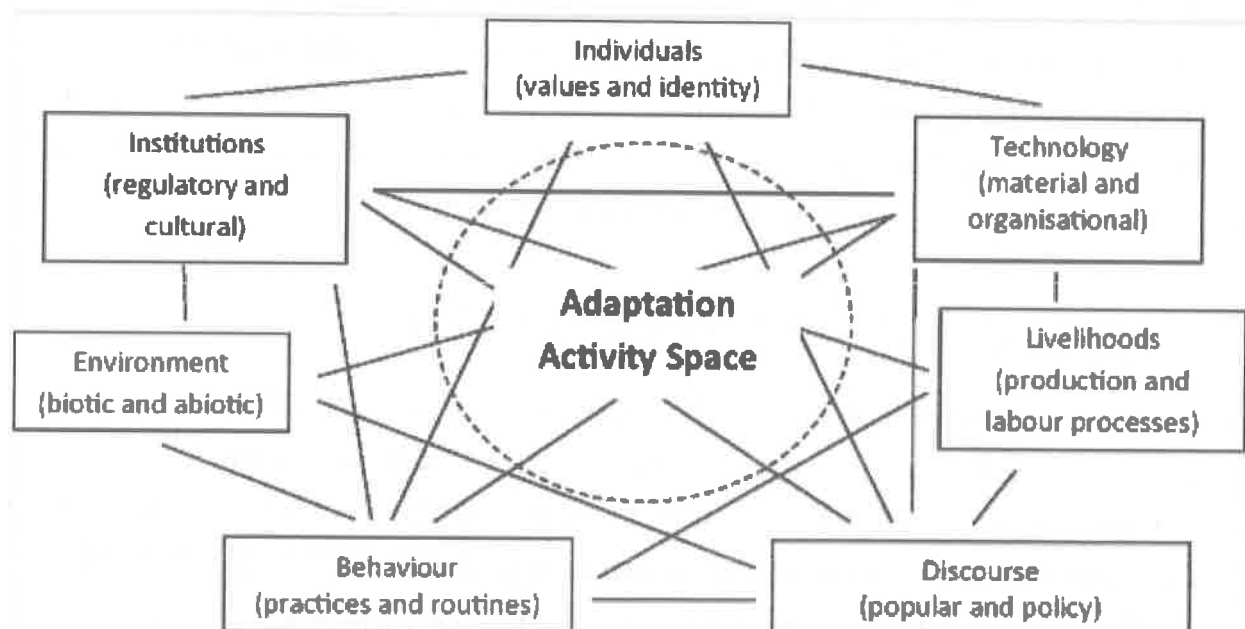 Individuals
(values and identity)
Institutions
(regulatory and
cultural)
Technology
(material and
organisational)
Adaptation
Activity Space
Environment
(biotic and abiotic)
Livelihoods
(production and
labour processes)
Behaviour
(practices and routines)
Discourse
(popular and policy)